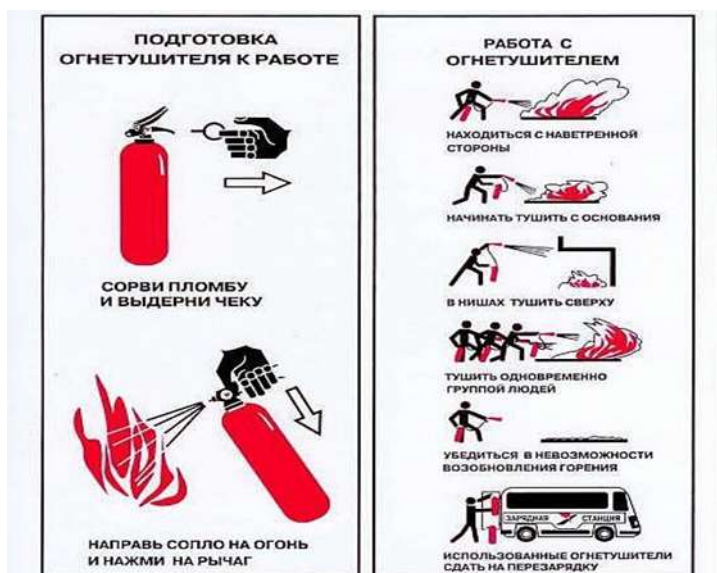 ПОДГОТОВКА
ОГНЕТУШИТЕЛЯ К РАБОТЕ
СОРВИ ПЛОМБУ
И ВЫДЕРНИ ЧЕКУ
НАПРАВЬ СОПЛО НА ОГОНЬ
И НАЖМИ НА РЫЧАГ
РАБОТА С
ОГНЕТУШИТЕЛЕМ
НАХОДИТЬСЯ С НАВЕТРЕННОЙ
СТОРОНЫ
НАЧИНАТЬ ТУШИТЬ С ОСНОВАНИЯ
В НИШАХ ТУШИТЬ СВЕРХУ
ТУШИТЬ ОДНОВРЕМЕННО
ГРУППОЙ ЛЮДЕЙ
УБЕДИТЬСЯ В НЕВОЗМОЖНОСТИ
ВОЗОБНОВЛЕНИЯ ГОРЕНИЯ
ЗАРЯДНАЯ СТАНЦИЯ
ИСПОЛЬЗОВАННЫЕ ОГНЕТУШИТЕЛИ
СДАТЬ НА ПЕРЕЗАРЯДКУ